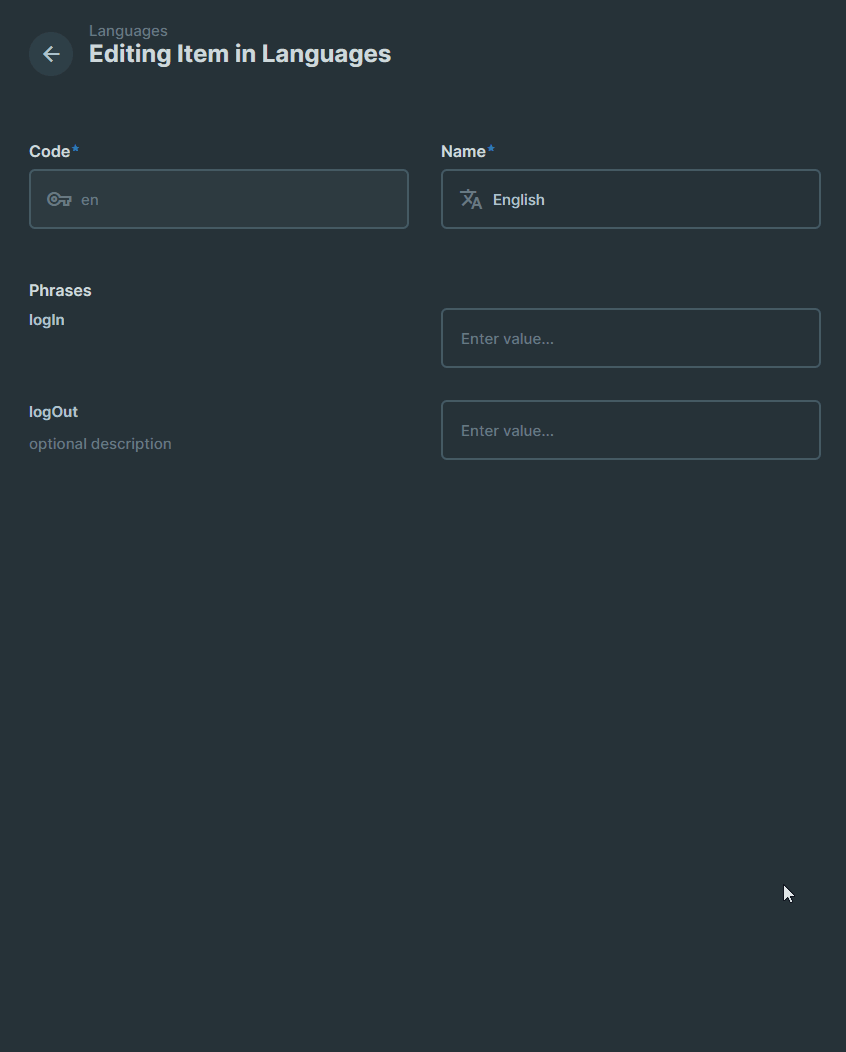 Languages
Editing Item in Languages
Code* Name*
en English
Phrases
logIn
Enter value...
logOut
Enter value...
optional description